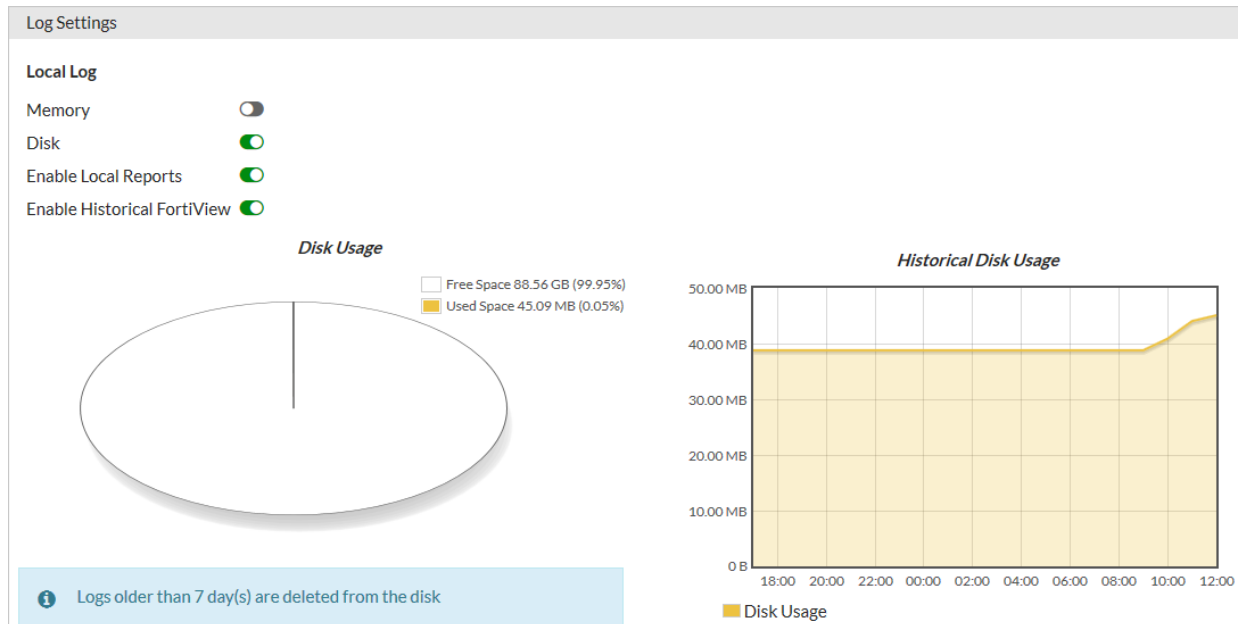 Log Settings
Local Log
Memory
Disk
Enable Local Reports
Enable Historical FortiView
Disk Usage
Free Space 88.56 GB (99.95%)
Used Space 45.09 MB (0.05%)
Logs older than 7 day(s) are deleted from the disk
Historical Disk Usage
50.00 MB
40.00 MB
30.00 MB
20.00 MB
10.00 MB
0 B
18:00 20:00 22:00 00:00 02:00 04:00 06:00 08:00 10:00 12:00
Disk Usage